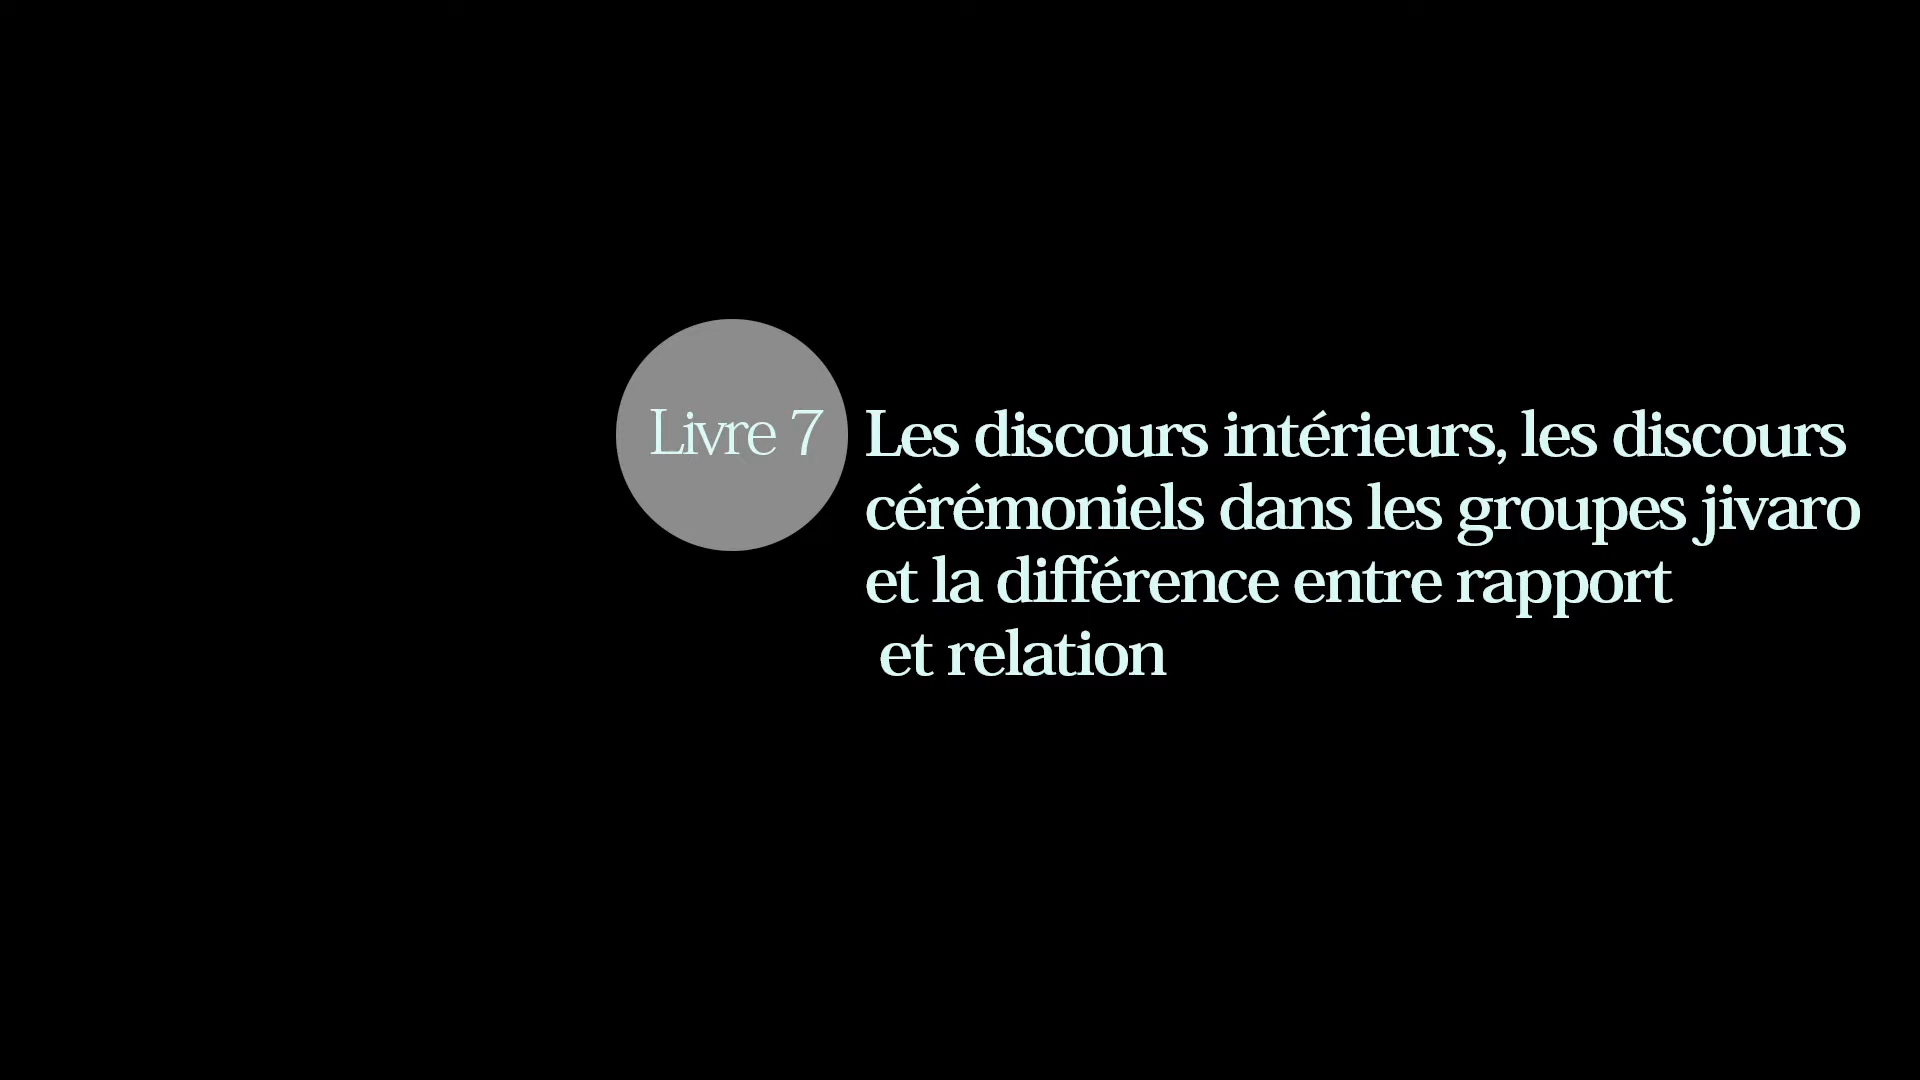 Livre 7
Les discours intérieurs, les discours
cérémoniels dans les groupes jivaro
et la différence entre rapport
et relation